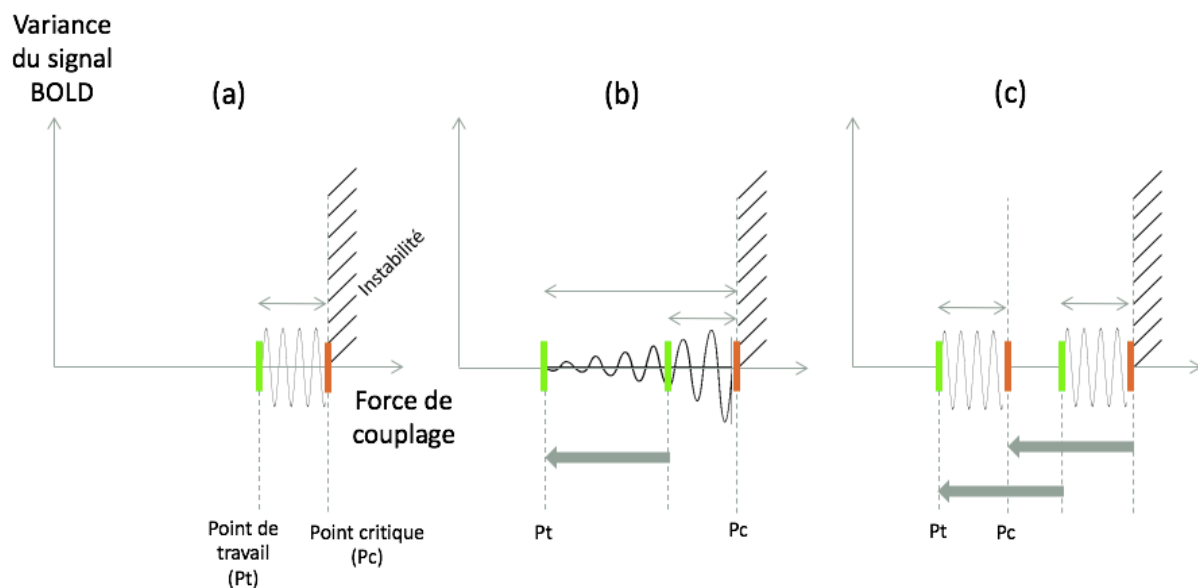 Variance
du signal
BOLD
(a)
(b)
(c)
Instabilité
Force de
couplage
Point de
travail
(Pt)
Point critique
(Pc)
Pt
Pc
Pt
Pc